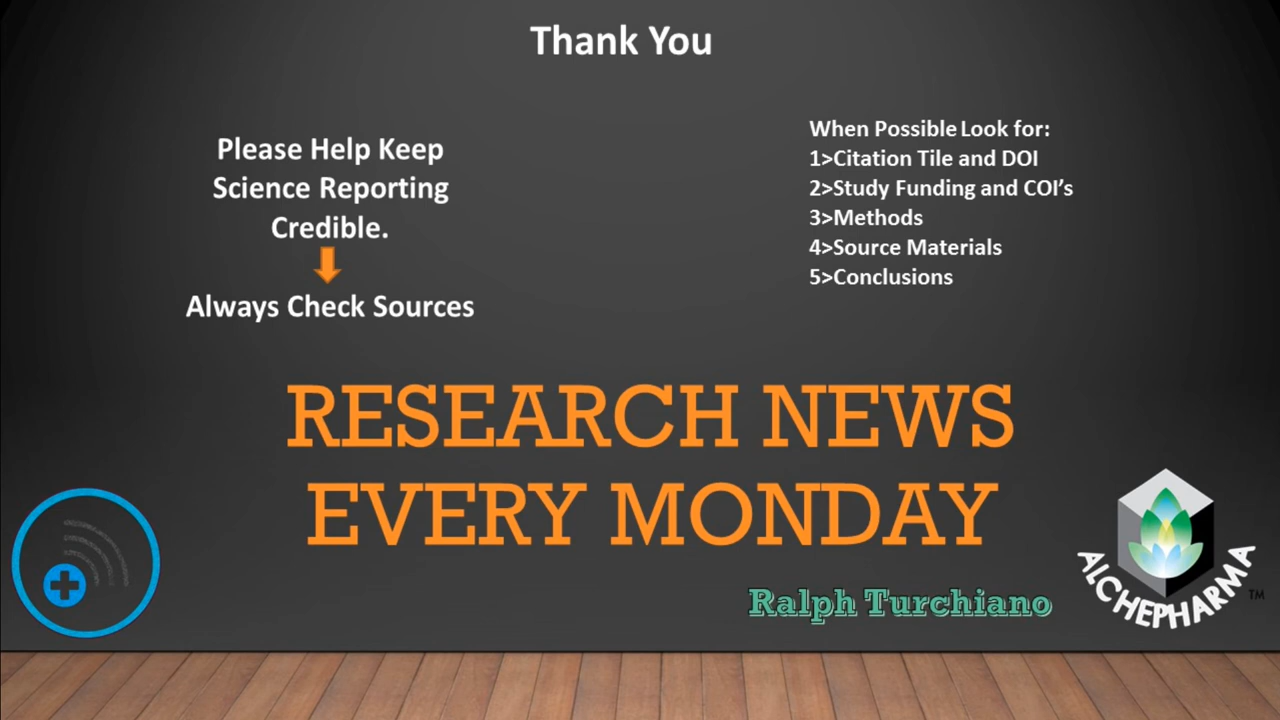 Thank You
Please Help Keep
Science Reporting
Credible.
Always Check Sources
When Possible Look for:
1>Citation Tile and DOI
2>Study Funding and COI’s
3>Methods
4>Source Materials
5>Conclusions
RESEARCH NEWS
EVERY MONDAY
Ralph Turchiano
ALCHEPHARMA
TM